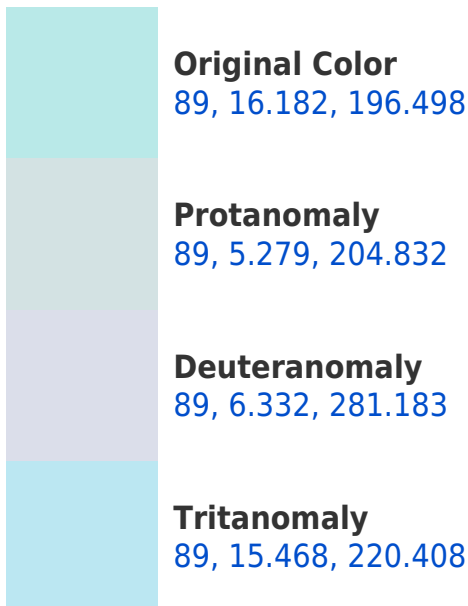 Original Color
89, 16.182, 196.498
Protanomaly
89, 5.279, 204.832
Deuteranomaly
89, 6.332, 281.183
Tritanomaly
89, 15.468, 220.408